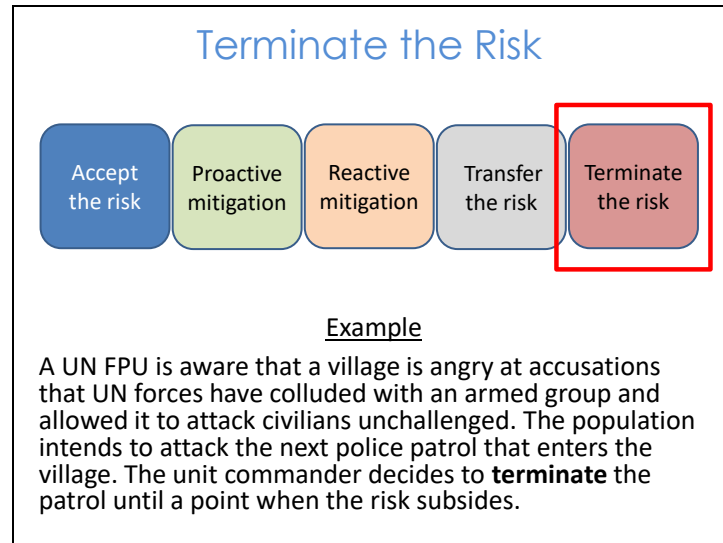 Terminate the Risk
Accept
the risk
Proactive
mitigation
Reactive
mitigation
Transfer
the risk
Terminate
the risk
Example
A UN FPU is aware that a village is angry at accusations
that UN forces have colluded with an armed group and
allowed it to attack civilians unchallenged. The population
intends to attack the next police patrol that enters the
village. The unit commander decides to terminate the
patrol until a point when the risk subsides.